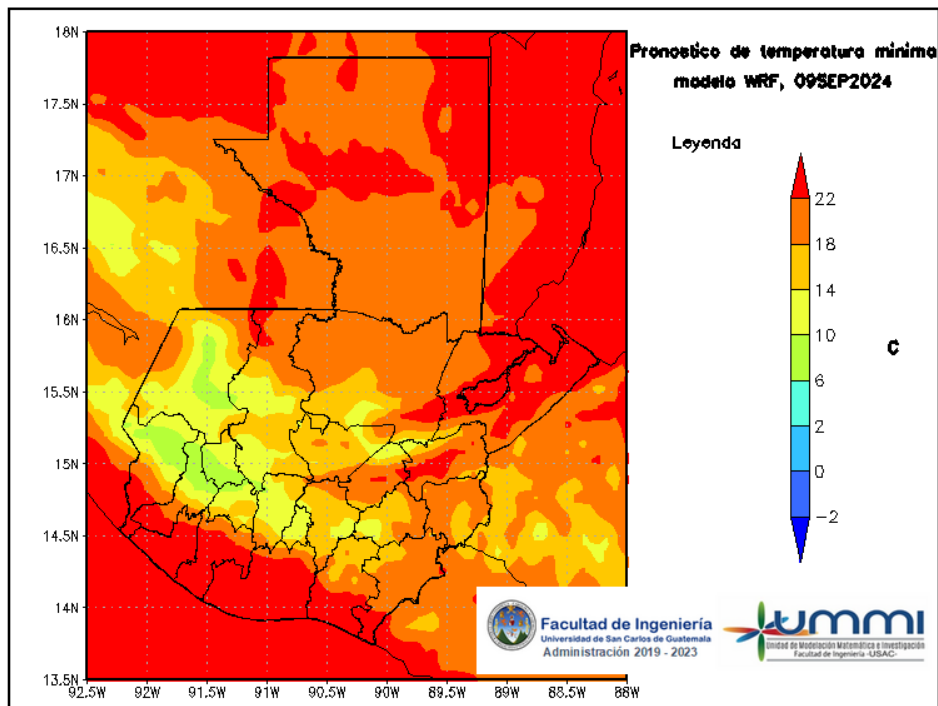 Pronostico de temperatura minima
modelo WRF, 09SEP2024
Leyenda
22
18
14
10
6
2
0
−2
C
18N
17.5N
17N
16.5N
16N
15.5N
15N
14.5N
14N
13.5N
92.5W 92W 91.5W 91W 90.5W 90W 89.5W 89W 88.5W 88W
Facultad de Ingeniería
Universidad de San Carlos de Guatemala
Administración 2019 - 2023
ummi
Unidad de Modelación Matemática e Investigación
Facultad de Ingeniería -USAC-